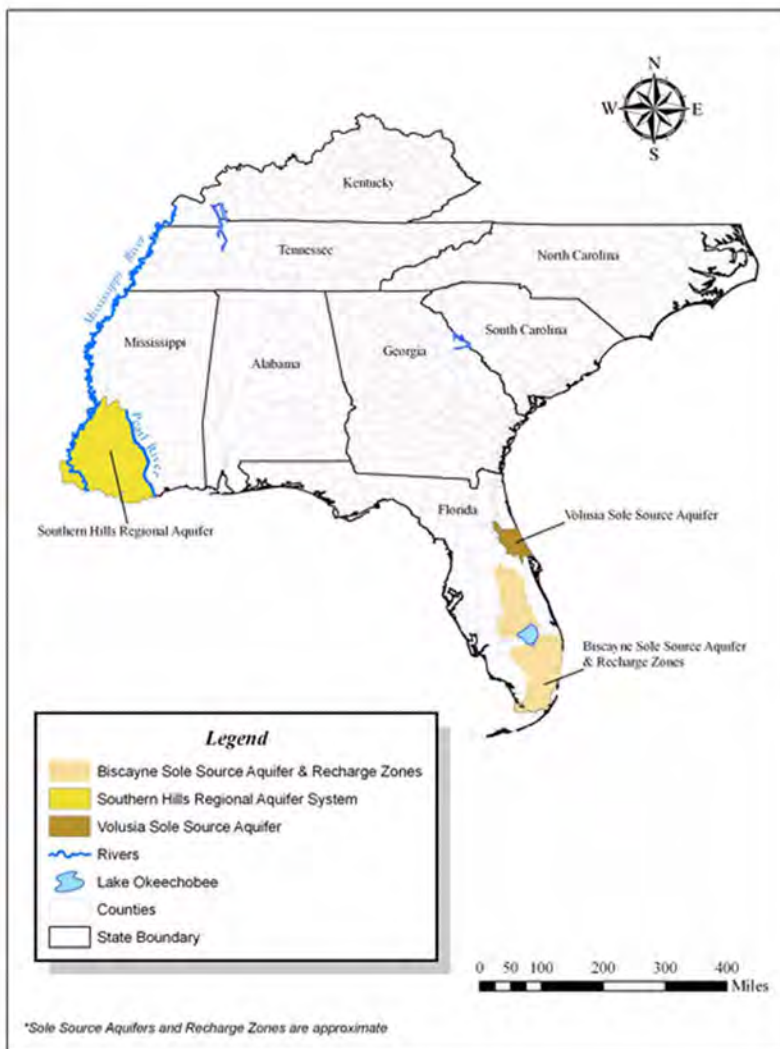 N
W E
S
Kentucky
Tennessee
North Carolina
Mississippi River
South Carolina
Mississippi
Alabama
Georgia
Pearl River
Southern Hills Regional Aquifer
Florida
Volusia Sole Source Aquifer
Biscayne Sole Source Aquifer
& Recharge Zones
Legend
Biscayne Sole Source Aquifer & Recharge Zones
Southern Hills Regional Aquifer System
Volusia Sole Source Aquifer
Rivers
Lake Okeechobee
Counties
State Boundary
0 50 100 200 300 400
Miles
*Sole Source Aquifers and Recharge Zones are approximate